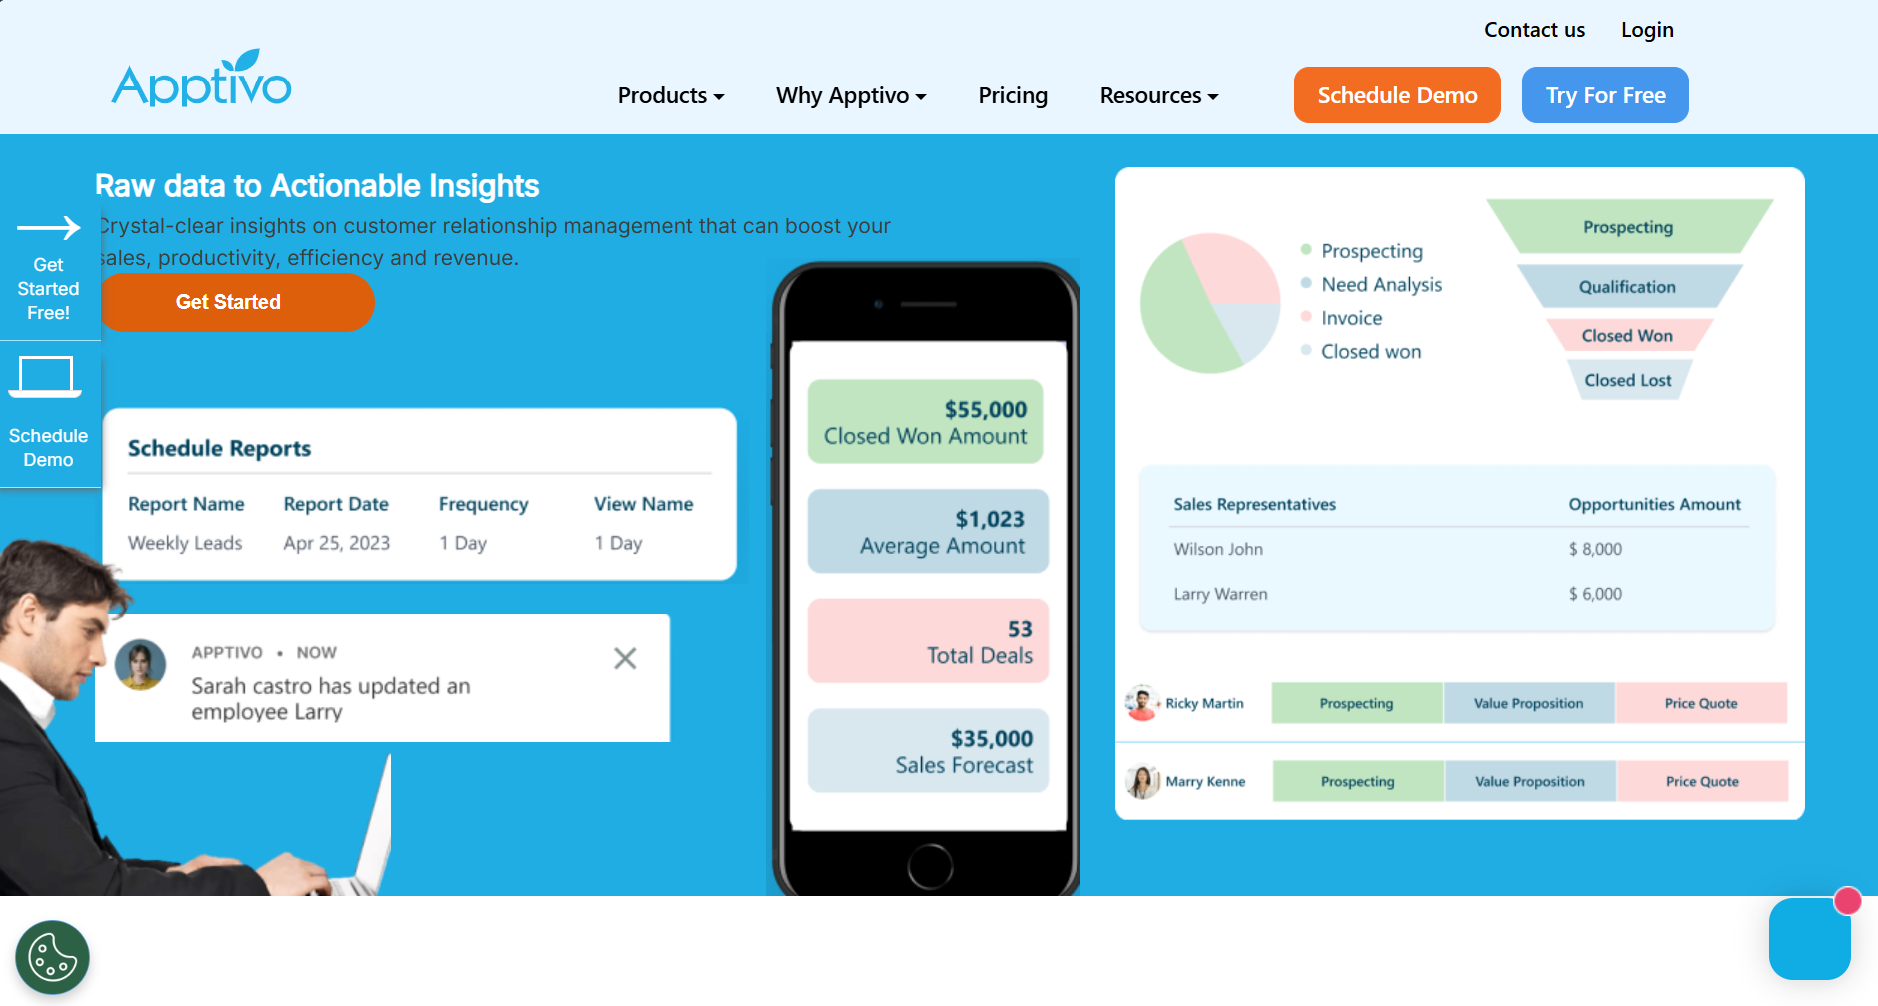 Contact us
Login
Apptivo
Products
Why Apptivo
Pricing
Resources
Schedule Demo
Try For Free
Raw data to Actionable Insights
Crystal-clear insights on customer relationship management that can boost your
sales, productivity, efficiency and revenue.
Get Started
Get
Started
Free!
Schedule
Demo
Schedule Reports
Report Name Report Date Frequency View Name
Weekly Leads Apr 25, 2023 1 Day 1 Day
APPTIVO • NOW
Sarah castro has updated an
employee Larry
$55,000
Closed Won Amount
$1,023
Average Amount
53
Total Deals
$35,000
Sales Forecast
Prospecting
Need Analysis
Invoice
Closed won
Prospecting
Qualification
Closed Won
Closed Lost
Sales Representatives Opportunities Amount
Wilson John $ 8,000
Larry Warren $ 6,000
Ricky Martin Prospecting Value Proposition Price Quote
Marry Kenne Prospecting Value Proposition Price Quote